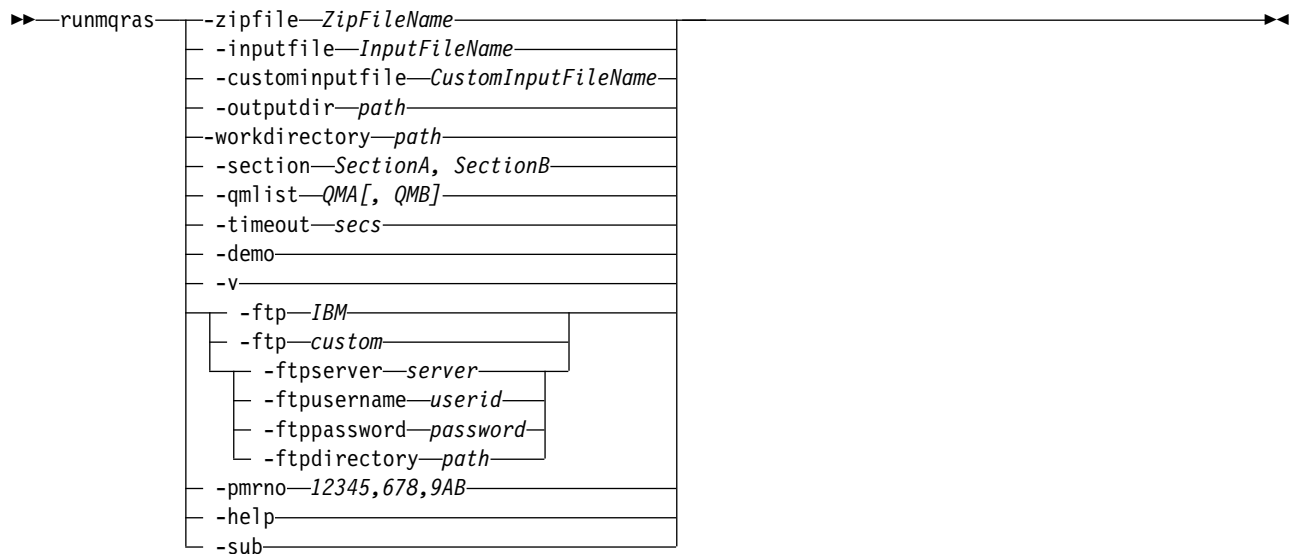 runmqras -zipfile ZipFileName
-inputfile InputFileName
-custominputfile CustomInputFileName
-outputdir path
-workdirectory path
-section SectionA, SectionB
-qmlist QMA[, QMB]
-timeout secs
-demo
-v
-ftp IBM
-ftp custom
-ftpserver server
-ftpusername userid
-ftppassword password
-ftpdirectory path
-pmrno 12345,678,9AB
-help
-sub